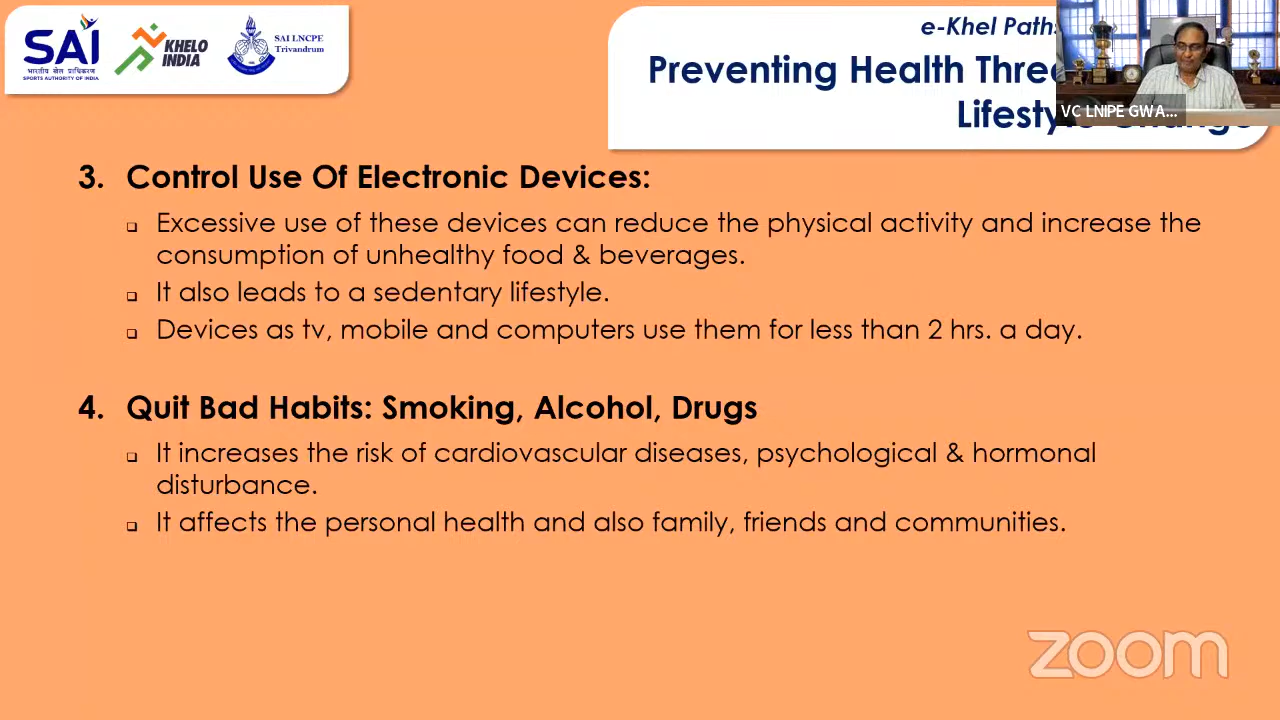 SAI
भारतीय खेल प्राधिकरण
SPORTS AUTHORITY OF INDIA
KHELO
INDIA
SAI LNCPE
Trivandrum
e-Khel
Preventing Health
VC LNIPE GWA...
3. Control Use Of Electronic Devices:
Excessive use of these devices can reduce the physical activity and increase the
consumption of unhealthy food & beverages.
It also leads to a sedentary lifestyle.
Devices as tv, mobile and computers use them for less than 2 hrs. a day.
4. Quit Bad Habits: Smoking, Alcohol, Drugs
It increases the risk of cardiovascular diseases, psychological & hormonal
disturbance.
It affects the personal health and also family, friends and communities.
zoom